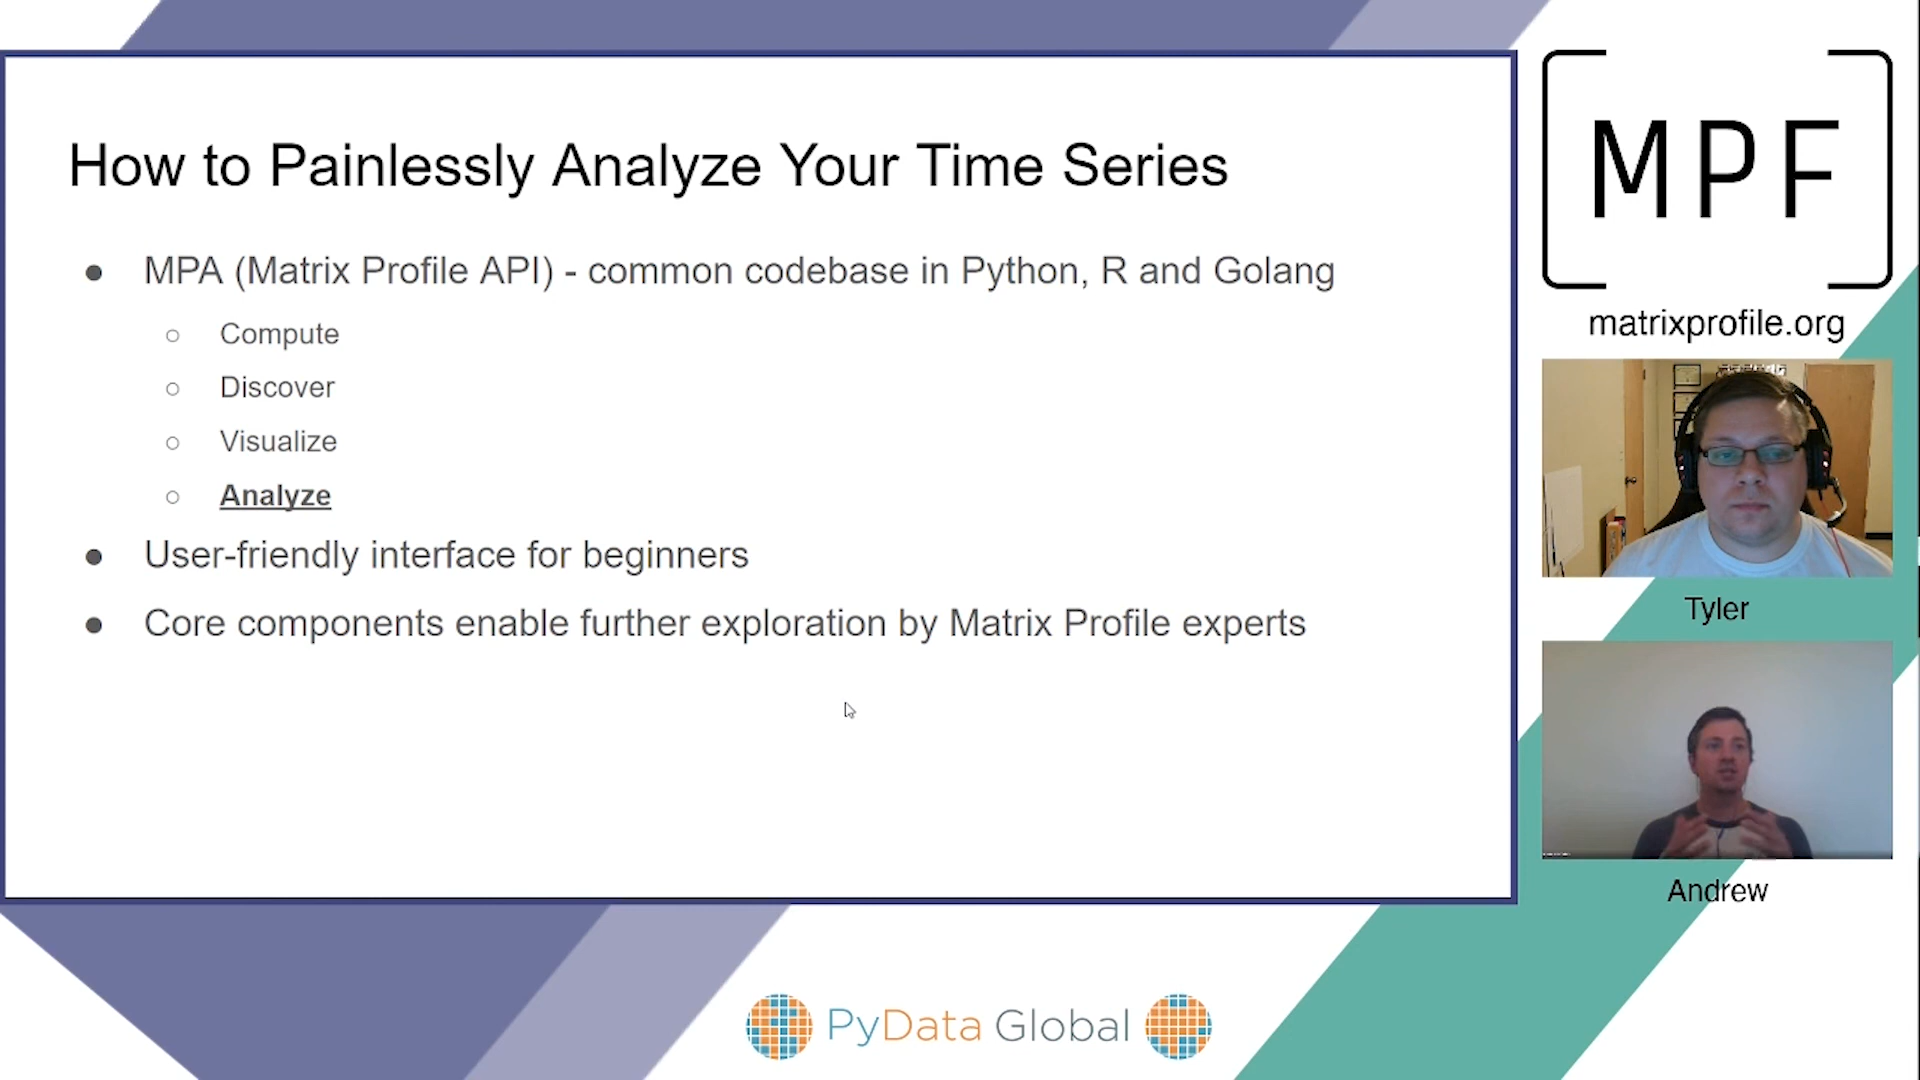 How to Painlessly Analyze Your Time Series
● MPA (Matrix Profile API) - common codebase in Python, R and Golang
○ Compute
○ Discover
○ Visualize
○ Analyze
● User-friendly interface for beginners
● Core components enable further exploration by Matrix Profile experts
MPF
matrixprofile.org
Tyler
Andrew
PyData Global